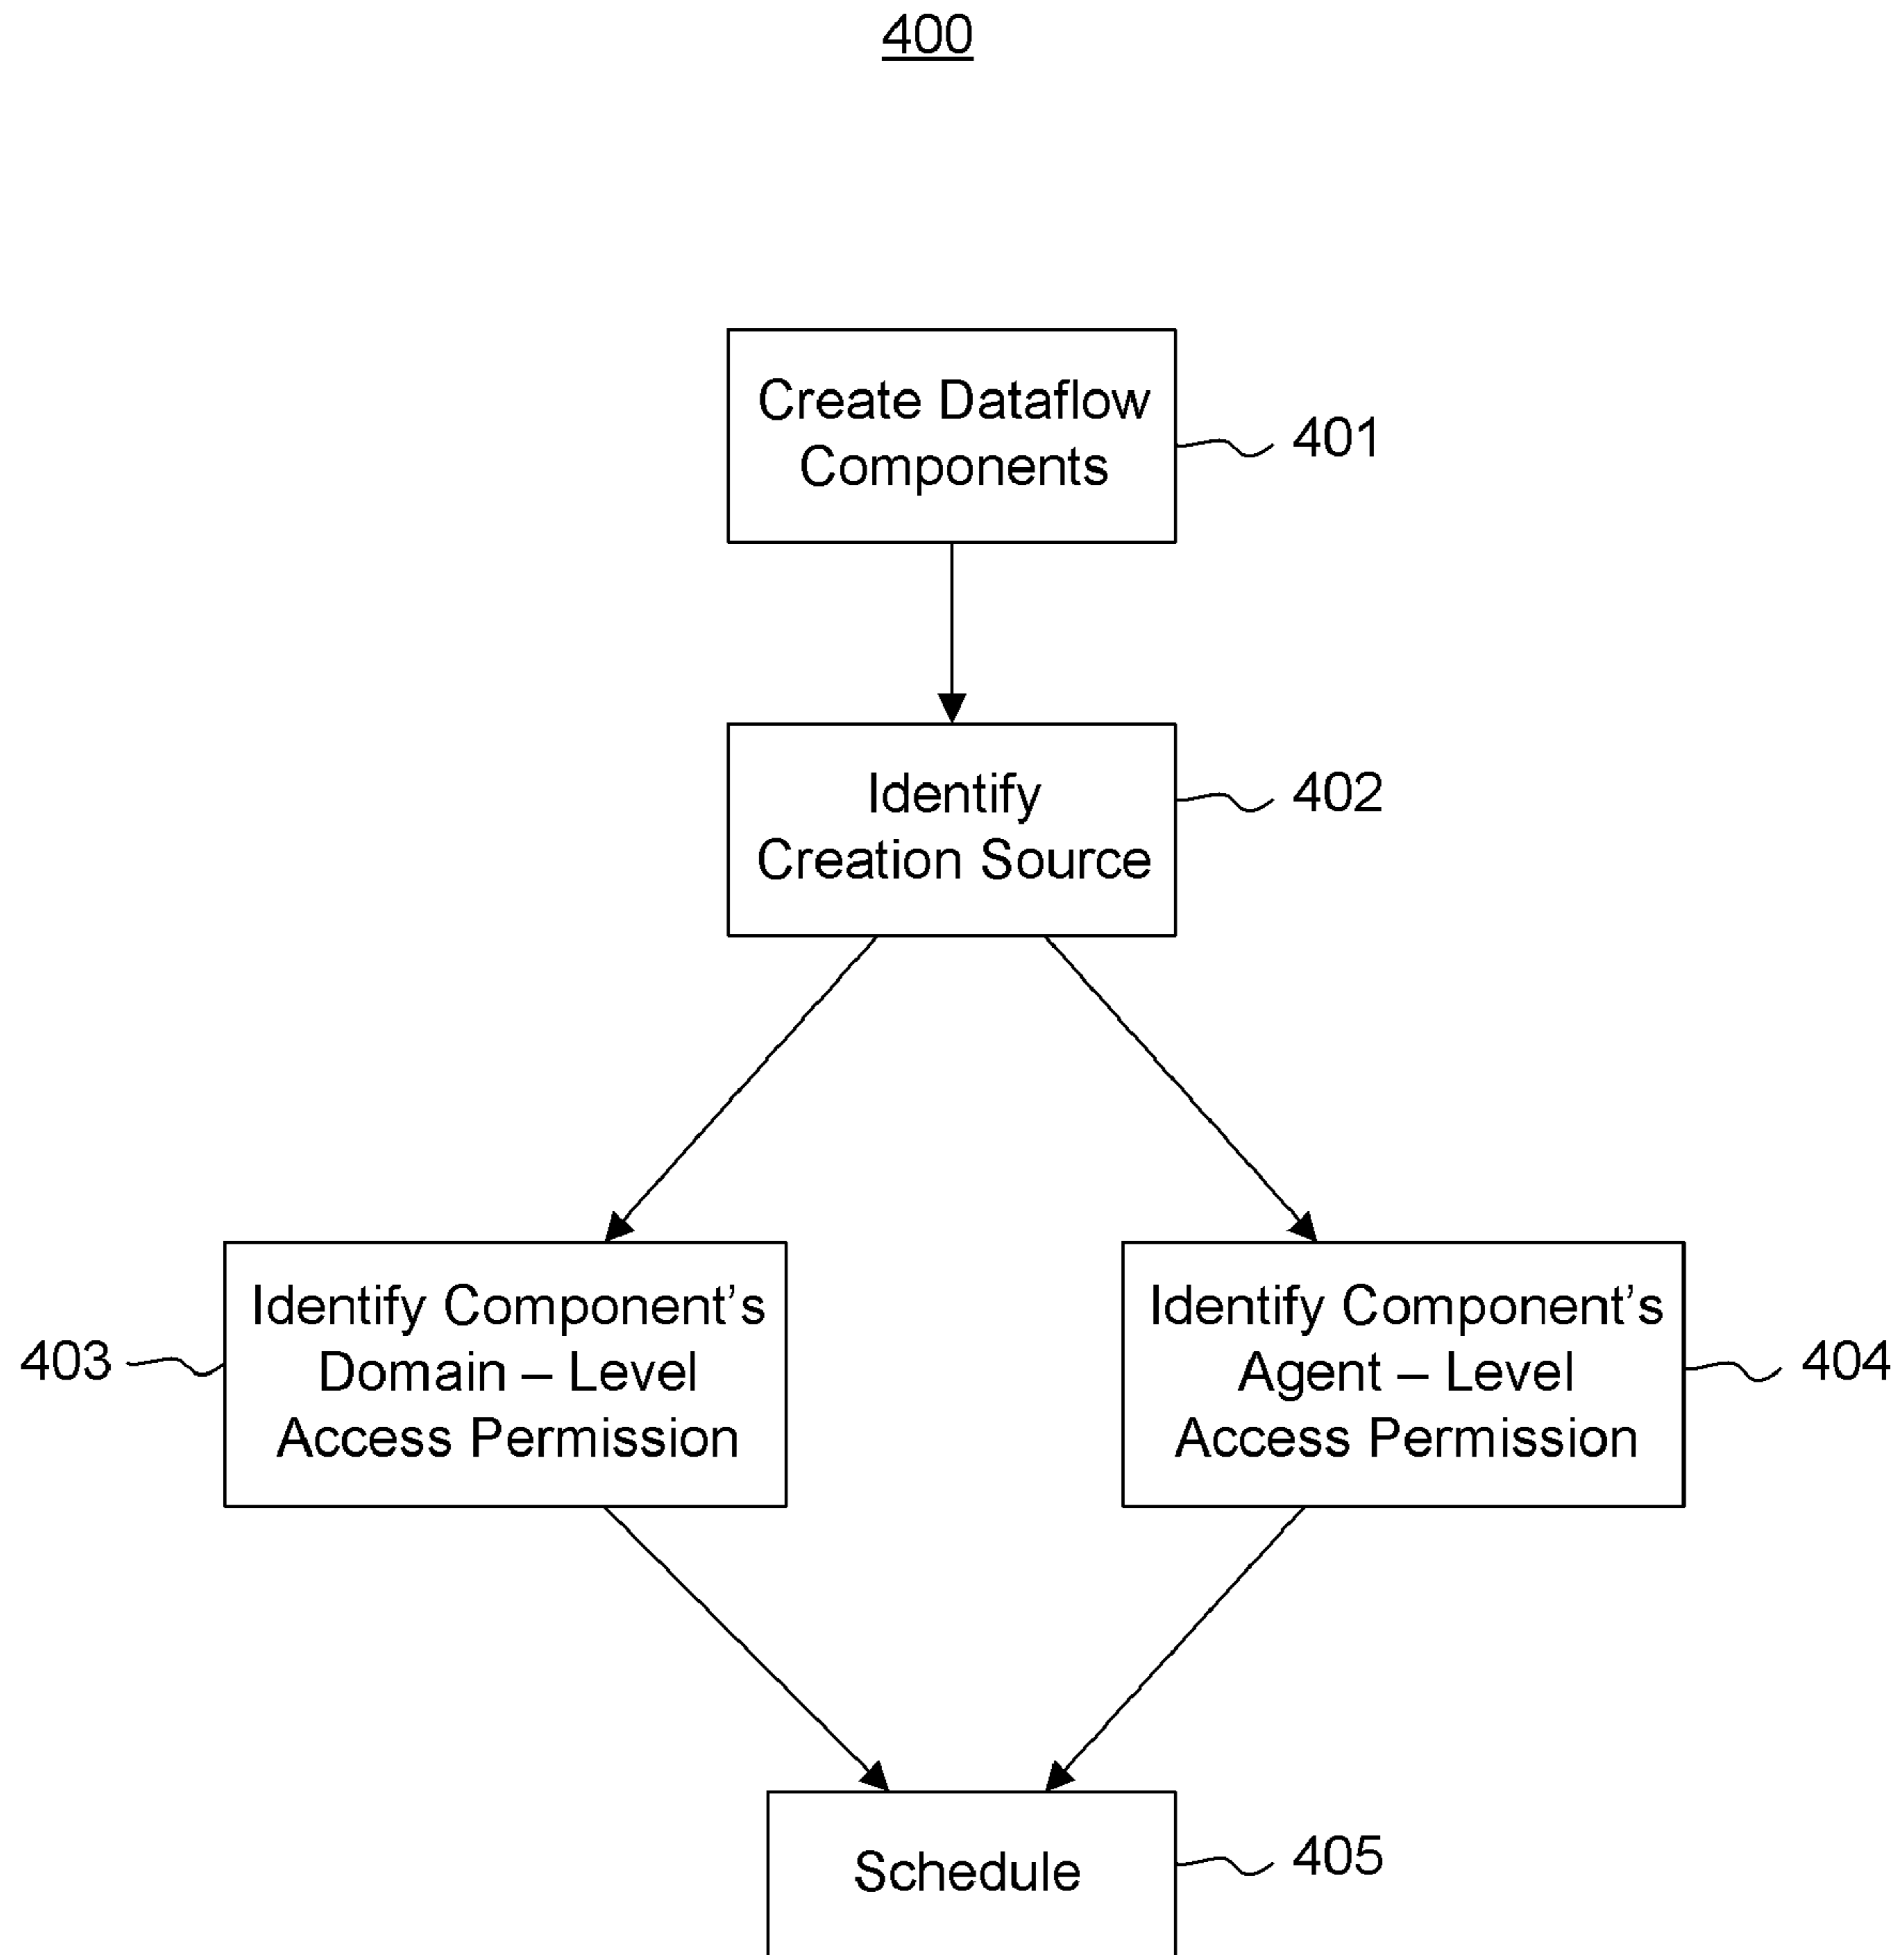 400
Create Dataflow
Components
401
Identify
Creation Source
402
Identify Component’s
Domain – Level
Access Permission
403
Identify Component’s
Agent – Level
Access Permission
404
Schedule
405